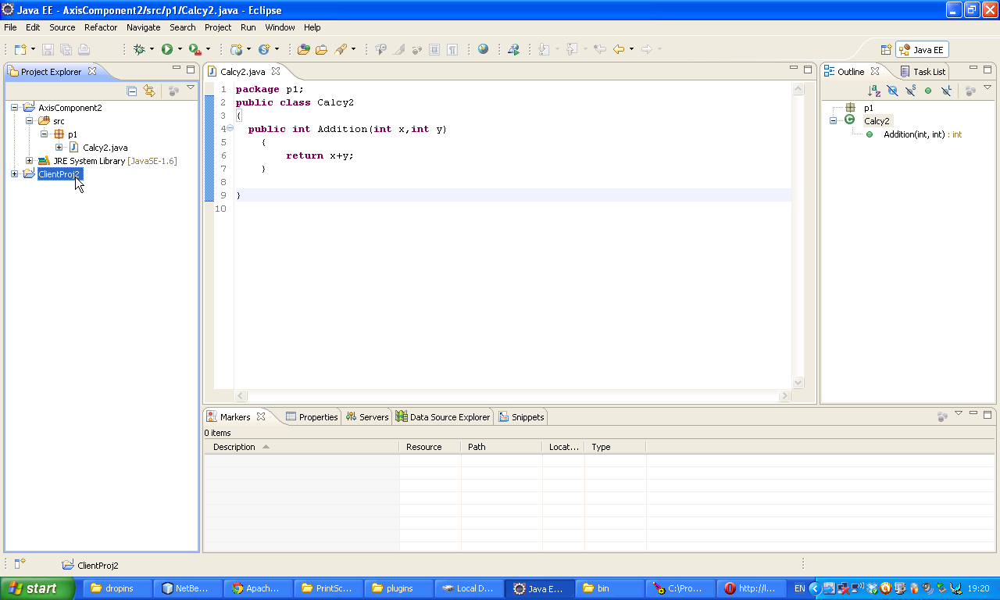 Java EE - AxisComponent2/src/p1/Calcy2.java - Eclipse
File Edit Source Refactor Navigate Search Project Run Window Help
Java EE
Project Explorer
AxisComponent2
src
p1
Calcy2.java
JRE System Library [JavaSE-1.6]
ClientProj2
Calcy2.java
1 package p1;
2 public class Calcy2
3 {
4 public int Addition(int x,int y)
5 {
6 return x+y;
7 }
8
9 }
10
Outline Task List
p1
Calcy2
Addition(int, int) : int
Markers Properties Servers Data Source Explorer Snippets
0 items
Description Resource Path Locat... Type
ClientProj2
start dropins NetBe... Apach... PrintSc... plugins Local D... Java E... bin C:\Pro... http://l... EN 19:20